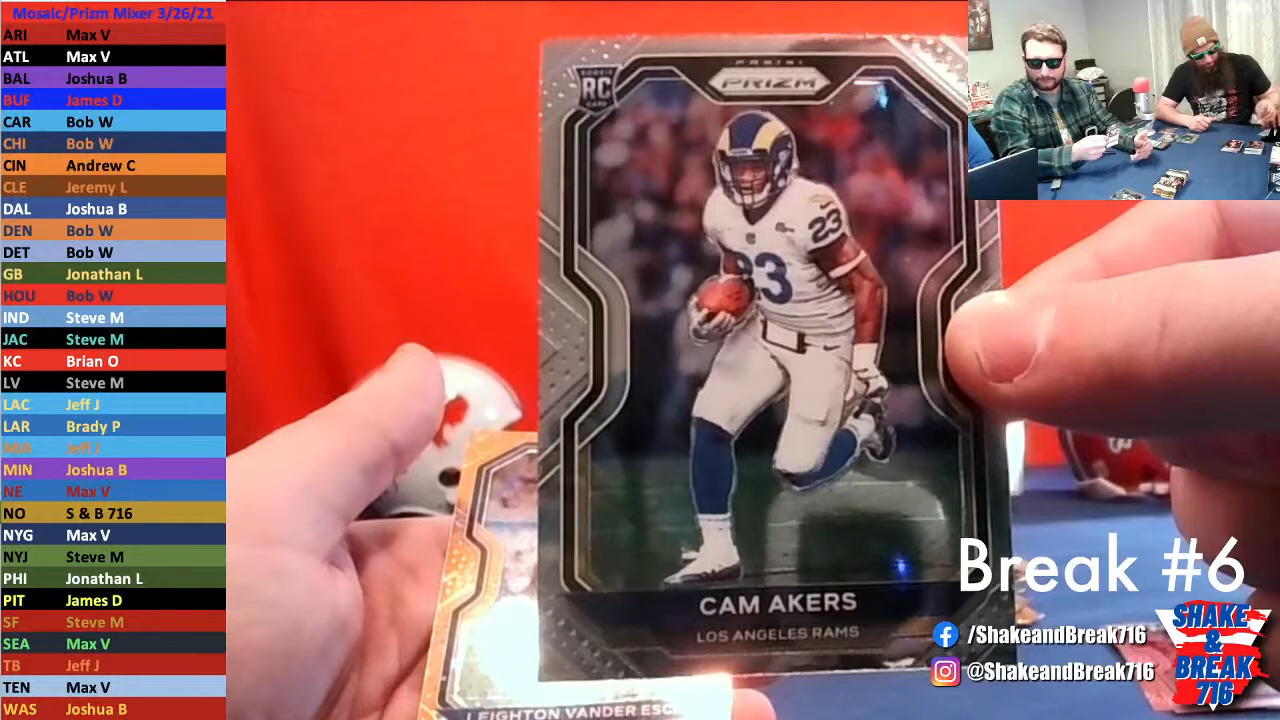 Mosaic/Prizm Mixer 3/26/21
ARI Max V
ATL Max V
BAL Joshua B
BUF James D
CAR Bob W
CHI Bob W
CIN Andrew C
CLE Jeremy L
DAL Joshua B
DEN Bob W
DET Bob W
GB Jonathan L
HOU Bob W
IND Steve M
JAC Steve M
KC Brian O
LV Steve M
LAC Jeff J
LAR Brady P
MIA Jeff J
MIN Joshua B
NE Max V
NO S & B 716
NYG Max V
NYJ Steve M
PHI Jonathan L
PIT James D
SF Steve M
SEA Max V
TB Jeff J
TEN Max V
WAS Joshua B
ROOKIE
RC
CARD
PANINI
PRIZM
23
23
CAM AKERS
LOS ANGELES RAMS
LEIGHTON VANDER ESC
Break #6
/ShakeandBreak716
@ShakeandBreak716
SHAKE
&
BREAK
716